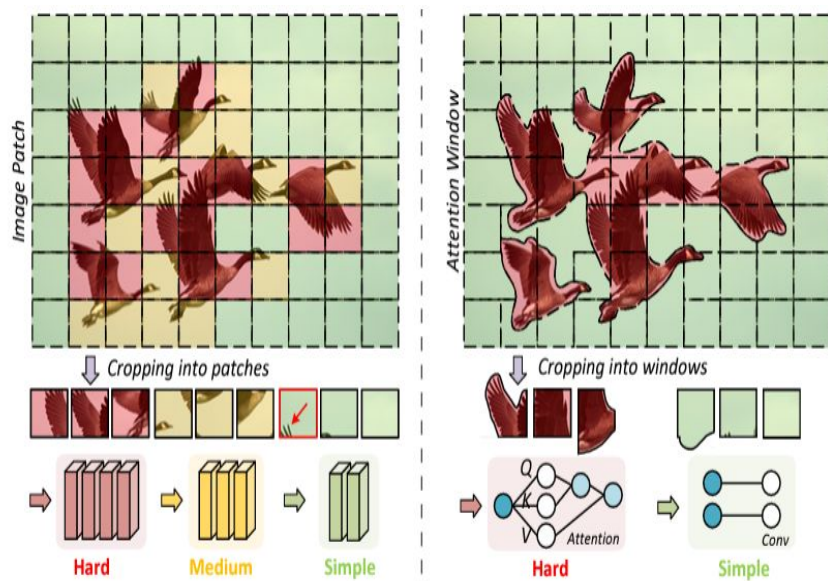 Image Patch
Cropping into patches
Hard
Medium
Simple
Attention Window
Cropping into windows
Q
K
V
Attention
Conv
Hard
Simple